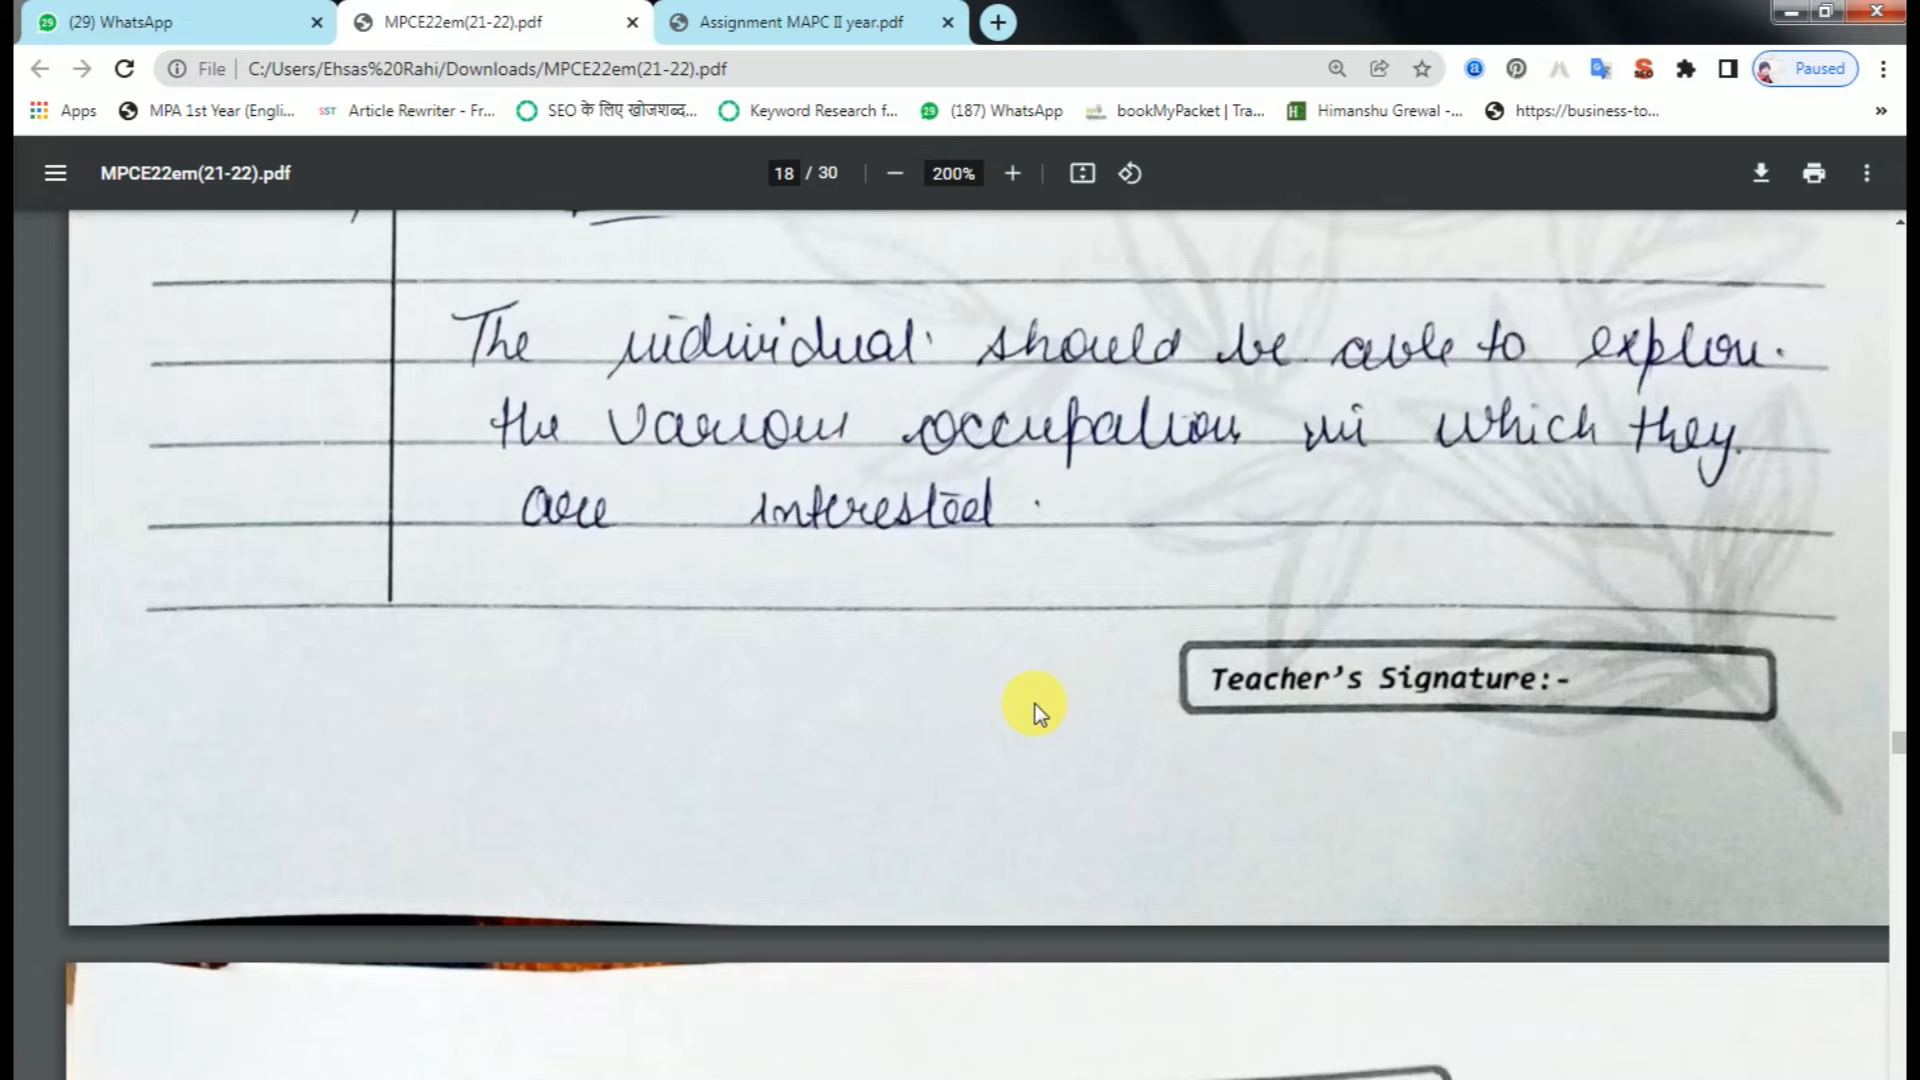 (29) WhatsApp
MPCE22em(21-22).pdf
Assignment MAPC II year.pdf
File C:/Users/Ehsas%20Rahi/Downloads/MPCE22em(21-22).pdf
Paused
Apps
MPA 1st Year (Engli...
SST Article Rewriter - Fr...
SEO के लिए खोजशब्द...
Keyword Research f...
(187) WhatsApp
bookMyPacket | Tra...
Himanshu Grewal -...
https://business-to...
»
MPCE22em(21-22).pdf
18 / 30
200%
The individual should be able to explore
the various occupation in which they
are interested.
Teacher's Signature:-